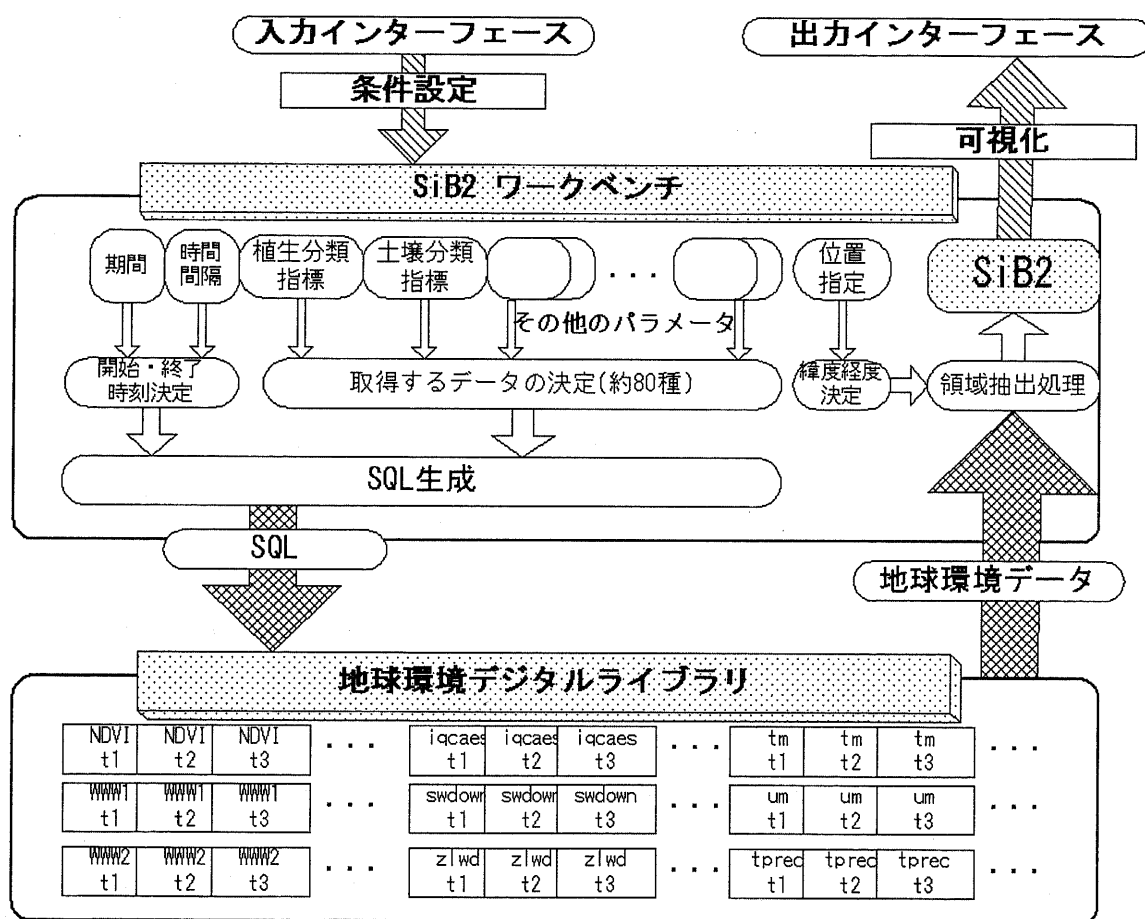 入力インターフェース
出力インターフェース
条件設定
可視化
SiB2 ワークベンチ
期間
時間
間隔
植生分類
指標
土壌分類
指標
...
位置
指定
SiB2
その他のパラメータ
開始・終了
時刻決定
取得するデータの決定(約80種)
緯度経度
決定
領域抽出処理
SQL生成
SQL
地球環境データ
地球環境デジタルライブラリ
NDVI NDVI NDVI ... iqcaes iqcaes iqcaes ... tm tm tm ...
t1 t2 t3 t1 t2 t3 t1 t2 t3
WWW1 WWW1 WWW1 ... swdown swdown swdown ... um um um ...
t1 t2 t3 t1 t2 t3 t1 t2 t3
WWW2 WWW2 WWW2 ... zlwd zlwd zlwd ... tprec tprec tprec ...
t1 t2 t3 t1 t2 t3 t1 t2 t3